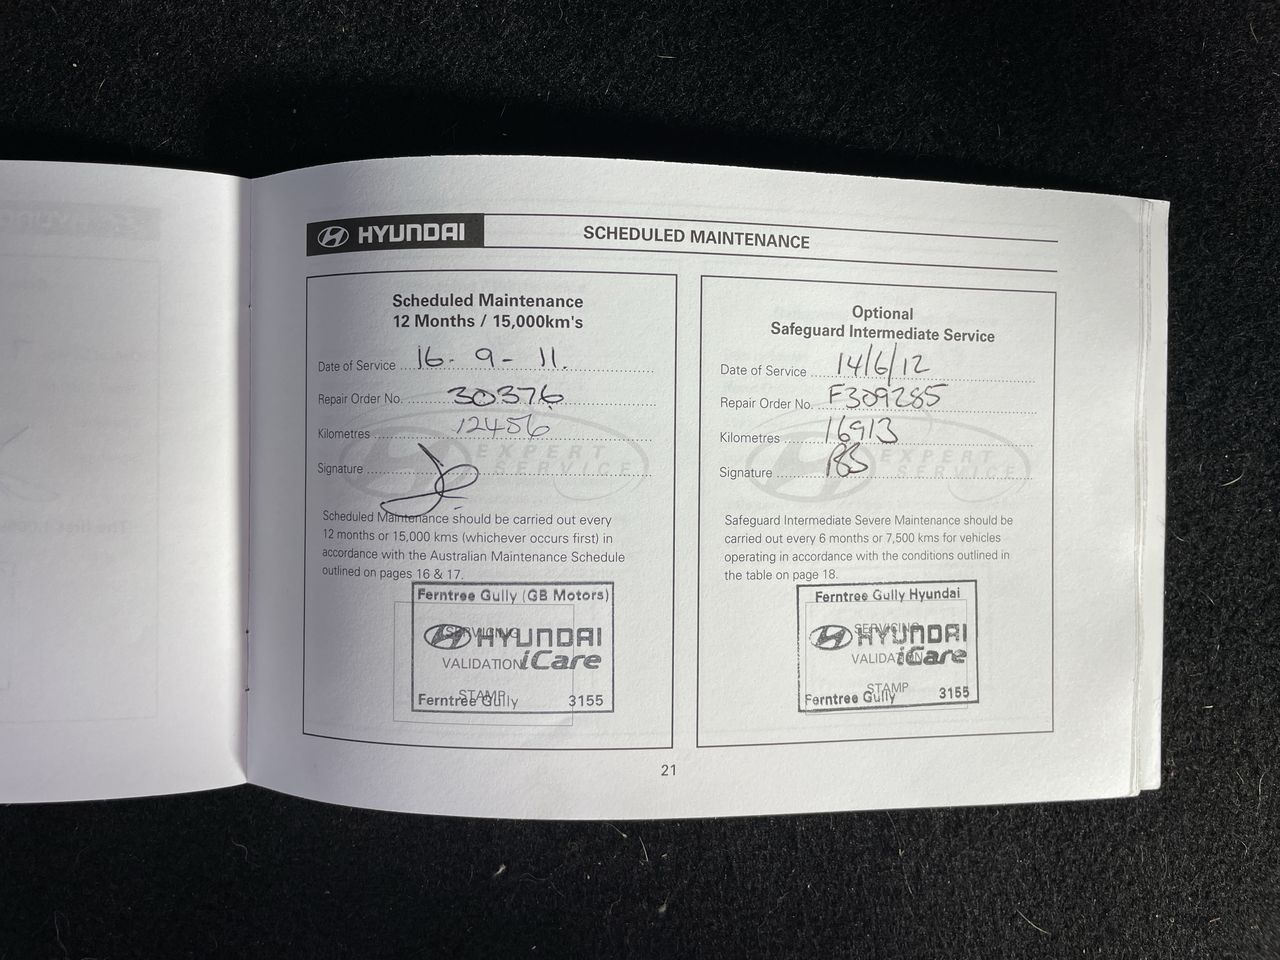 HYUNDAI
SCHEDULED MAINTENANCE
Scheduled Maintenance
12 Months / 15,000km's
Date of Service 16-9-11.
Repair Order No. 30376
Kilometres 12456
Signature
EXPERT
SERVICE
Scheduled Maintenance should be carried out every
12 months or 15,000 kms (whichever occurs first) in
accordance with the Australian Maintenance Schedule
outlined on pages 16 & 17.
Ferntree Gully (GB Motors)
SERVICING
HYUNDAI
VALIDATION
iCare
STAMP
Ferntree Gully 3155
Optional
Safeguard Intermediate Service
Date of Service 14/6/12
Repair Order No. F309285
Kilometres 16913
Signature
EXPERT
SERVICE
Safeguard Intermediate Severe Maintenance should be
carried out every 6 months or 7,500 kms for vehicles
operating in accordance with the conditions outlined in
the table on page 18.
Ferntree Gully Hyundai
SERVICING
HYUNDAI
VALIDATION
iCare
STAMP
Ferntree Gully 3155
21